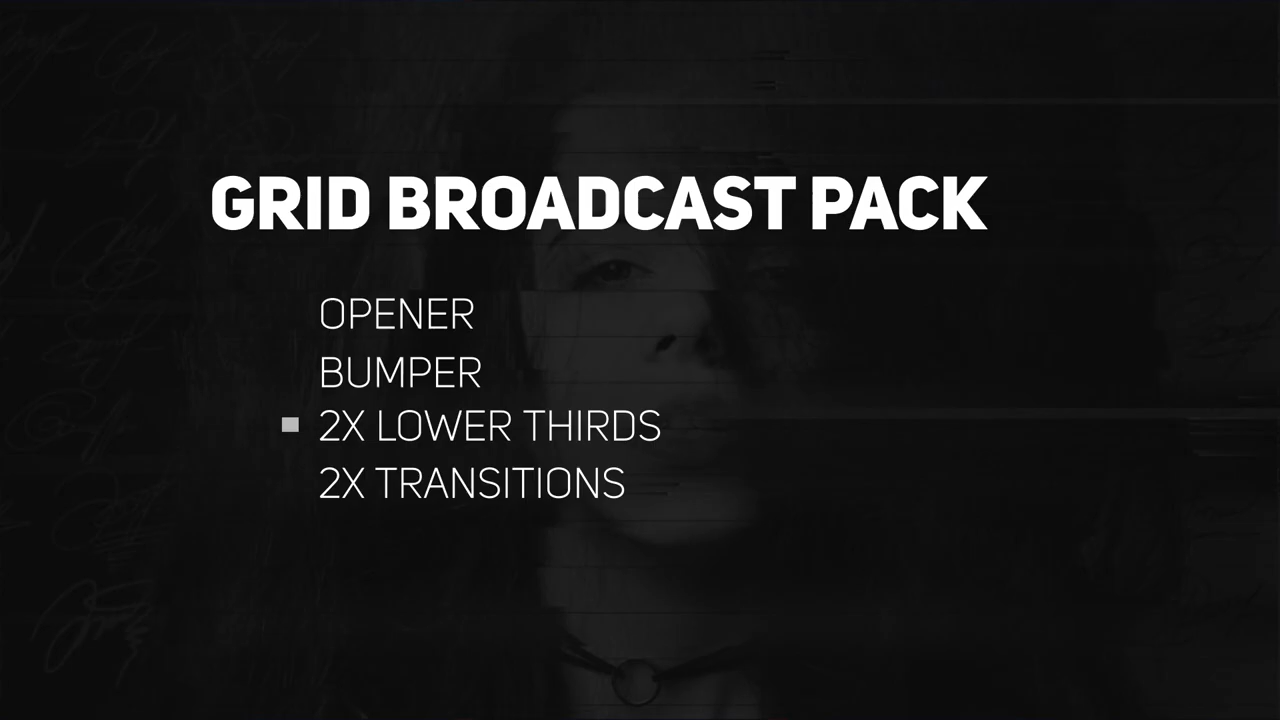 GRID BROADCAST PACK
OPENER
BUMPER
2X LOWER THIRDS
2X TRANSITIONS